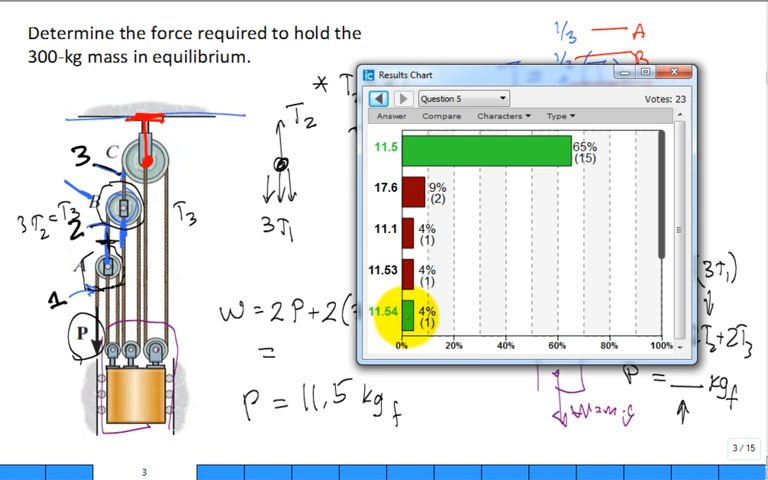 Determine the force required to hold the
300-kg mass in equilibrium.
1/3 A
B
* T
T2
3T1
C
3
B
3T2 = T3
2
T3
A
1
P
W = 2P + 2(
=
P = 11,5 kgf
Results Chart
Question 5
Votes: 23
Answer Compare Characters Type
11.5 65% (15)
17.6 9% (2)
11.1 4% (1)
11.53 4% (1)
11.54 4% (1)
0% 20% 40% 60% 80% 100%
(3T1)
T2+2T3
P = __ kgf
3 / 15
3